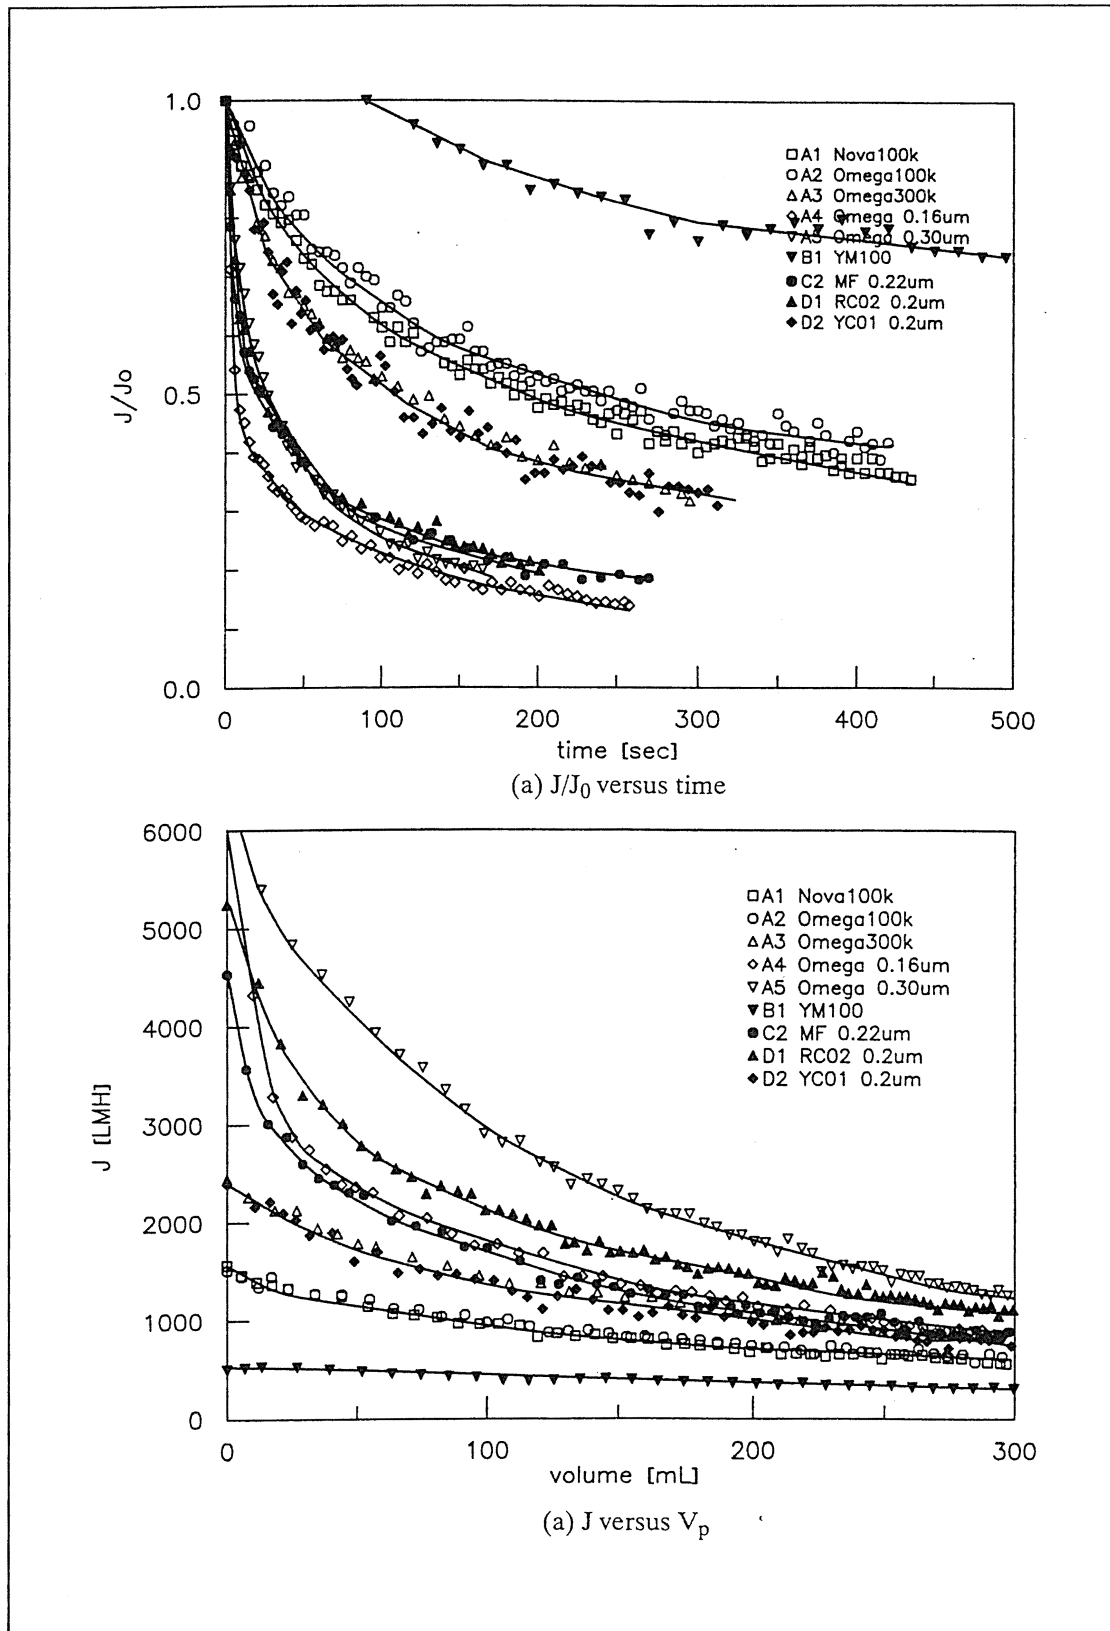 1.0
0.5
0.0
J/Jo
0
100
200
300
400
500
time [sec]
A1 Nova100k
A2 Omega100k
A3 Omega300k
A4 Omega 0.16um
A5 Omega 0.30um
B1 YM100
C2 MF 0.22um
D1 RC02 0.2um
D2 YC01 0.2um
(a) J/J0 versus time
6000
5000
4000
3000
2000
1000
0
J [LMH]
0
100
200
300
volume [mL]
A1 Nova100k
A2 Omega100k
A3 Omega300k
A4 Omega 0.16um
A5 Omega 0.30um
B1 YM100
C2 MF 0.22um
D1 RC02 0.2um
D2 YC01 0.2um
(a) J versus Vp